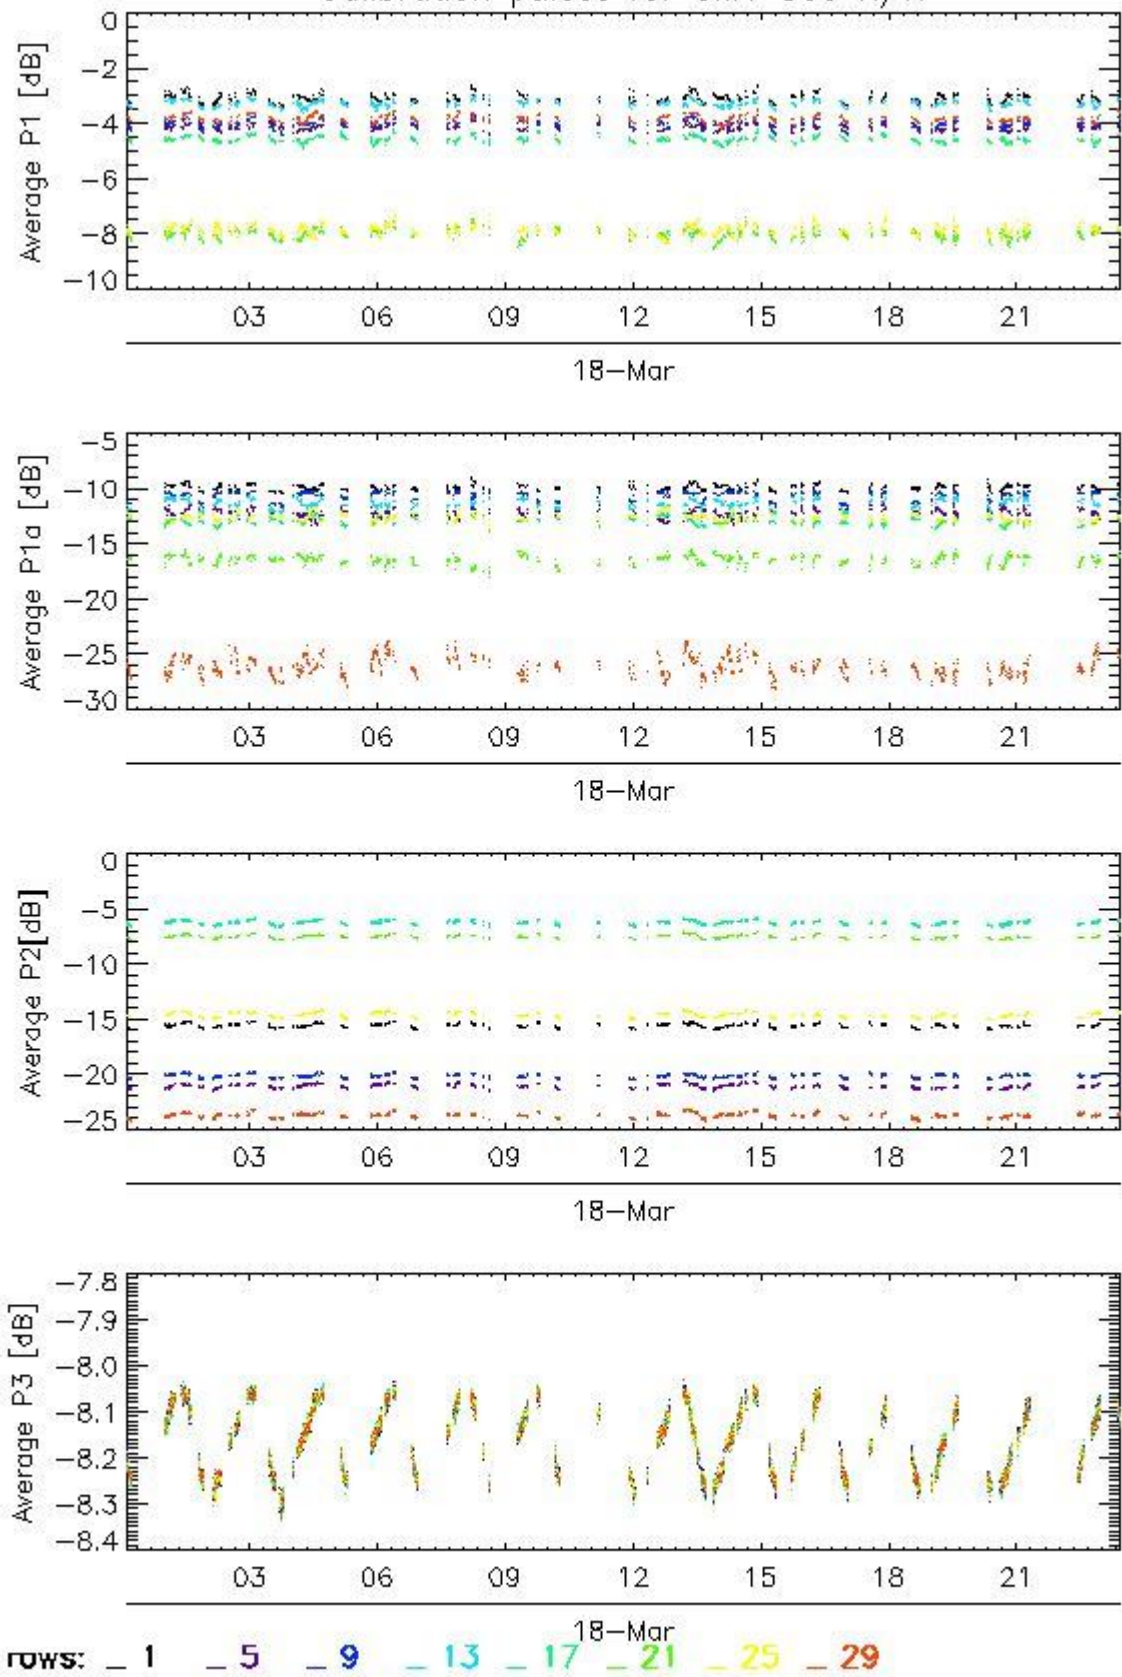 0
−2
−4
−6
−8
−10
Average P1 [dB]
03 06 09 12 15 18 21
18−Mar
−5
−10
−15
−20
−25
−30
Average P1a [dB]
03 06 09 12 15 18 21
18−Mar
0
−5
−10
−15
−20
−25
Average P2[dB]
03 06 09 12 15 18 21
18−Mar
−7.8
−7.9
−8.0
−8.1
−8.2
−8.3
−8.4
Average P3 [dB]
03 06 09 12 15 18 21
18−Mar
rows: _ 1 _ 5 _ 9 _ 13 _ 17 _ 21 _ 25 _ 29